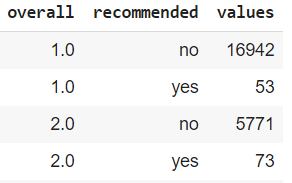 overall recommended values
1.0 no 16942
1.0 yes 53
2.0 no 5771
2.0 yes 73